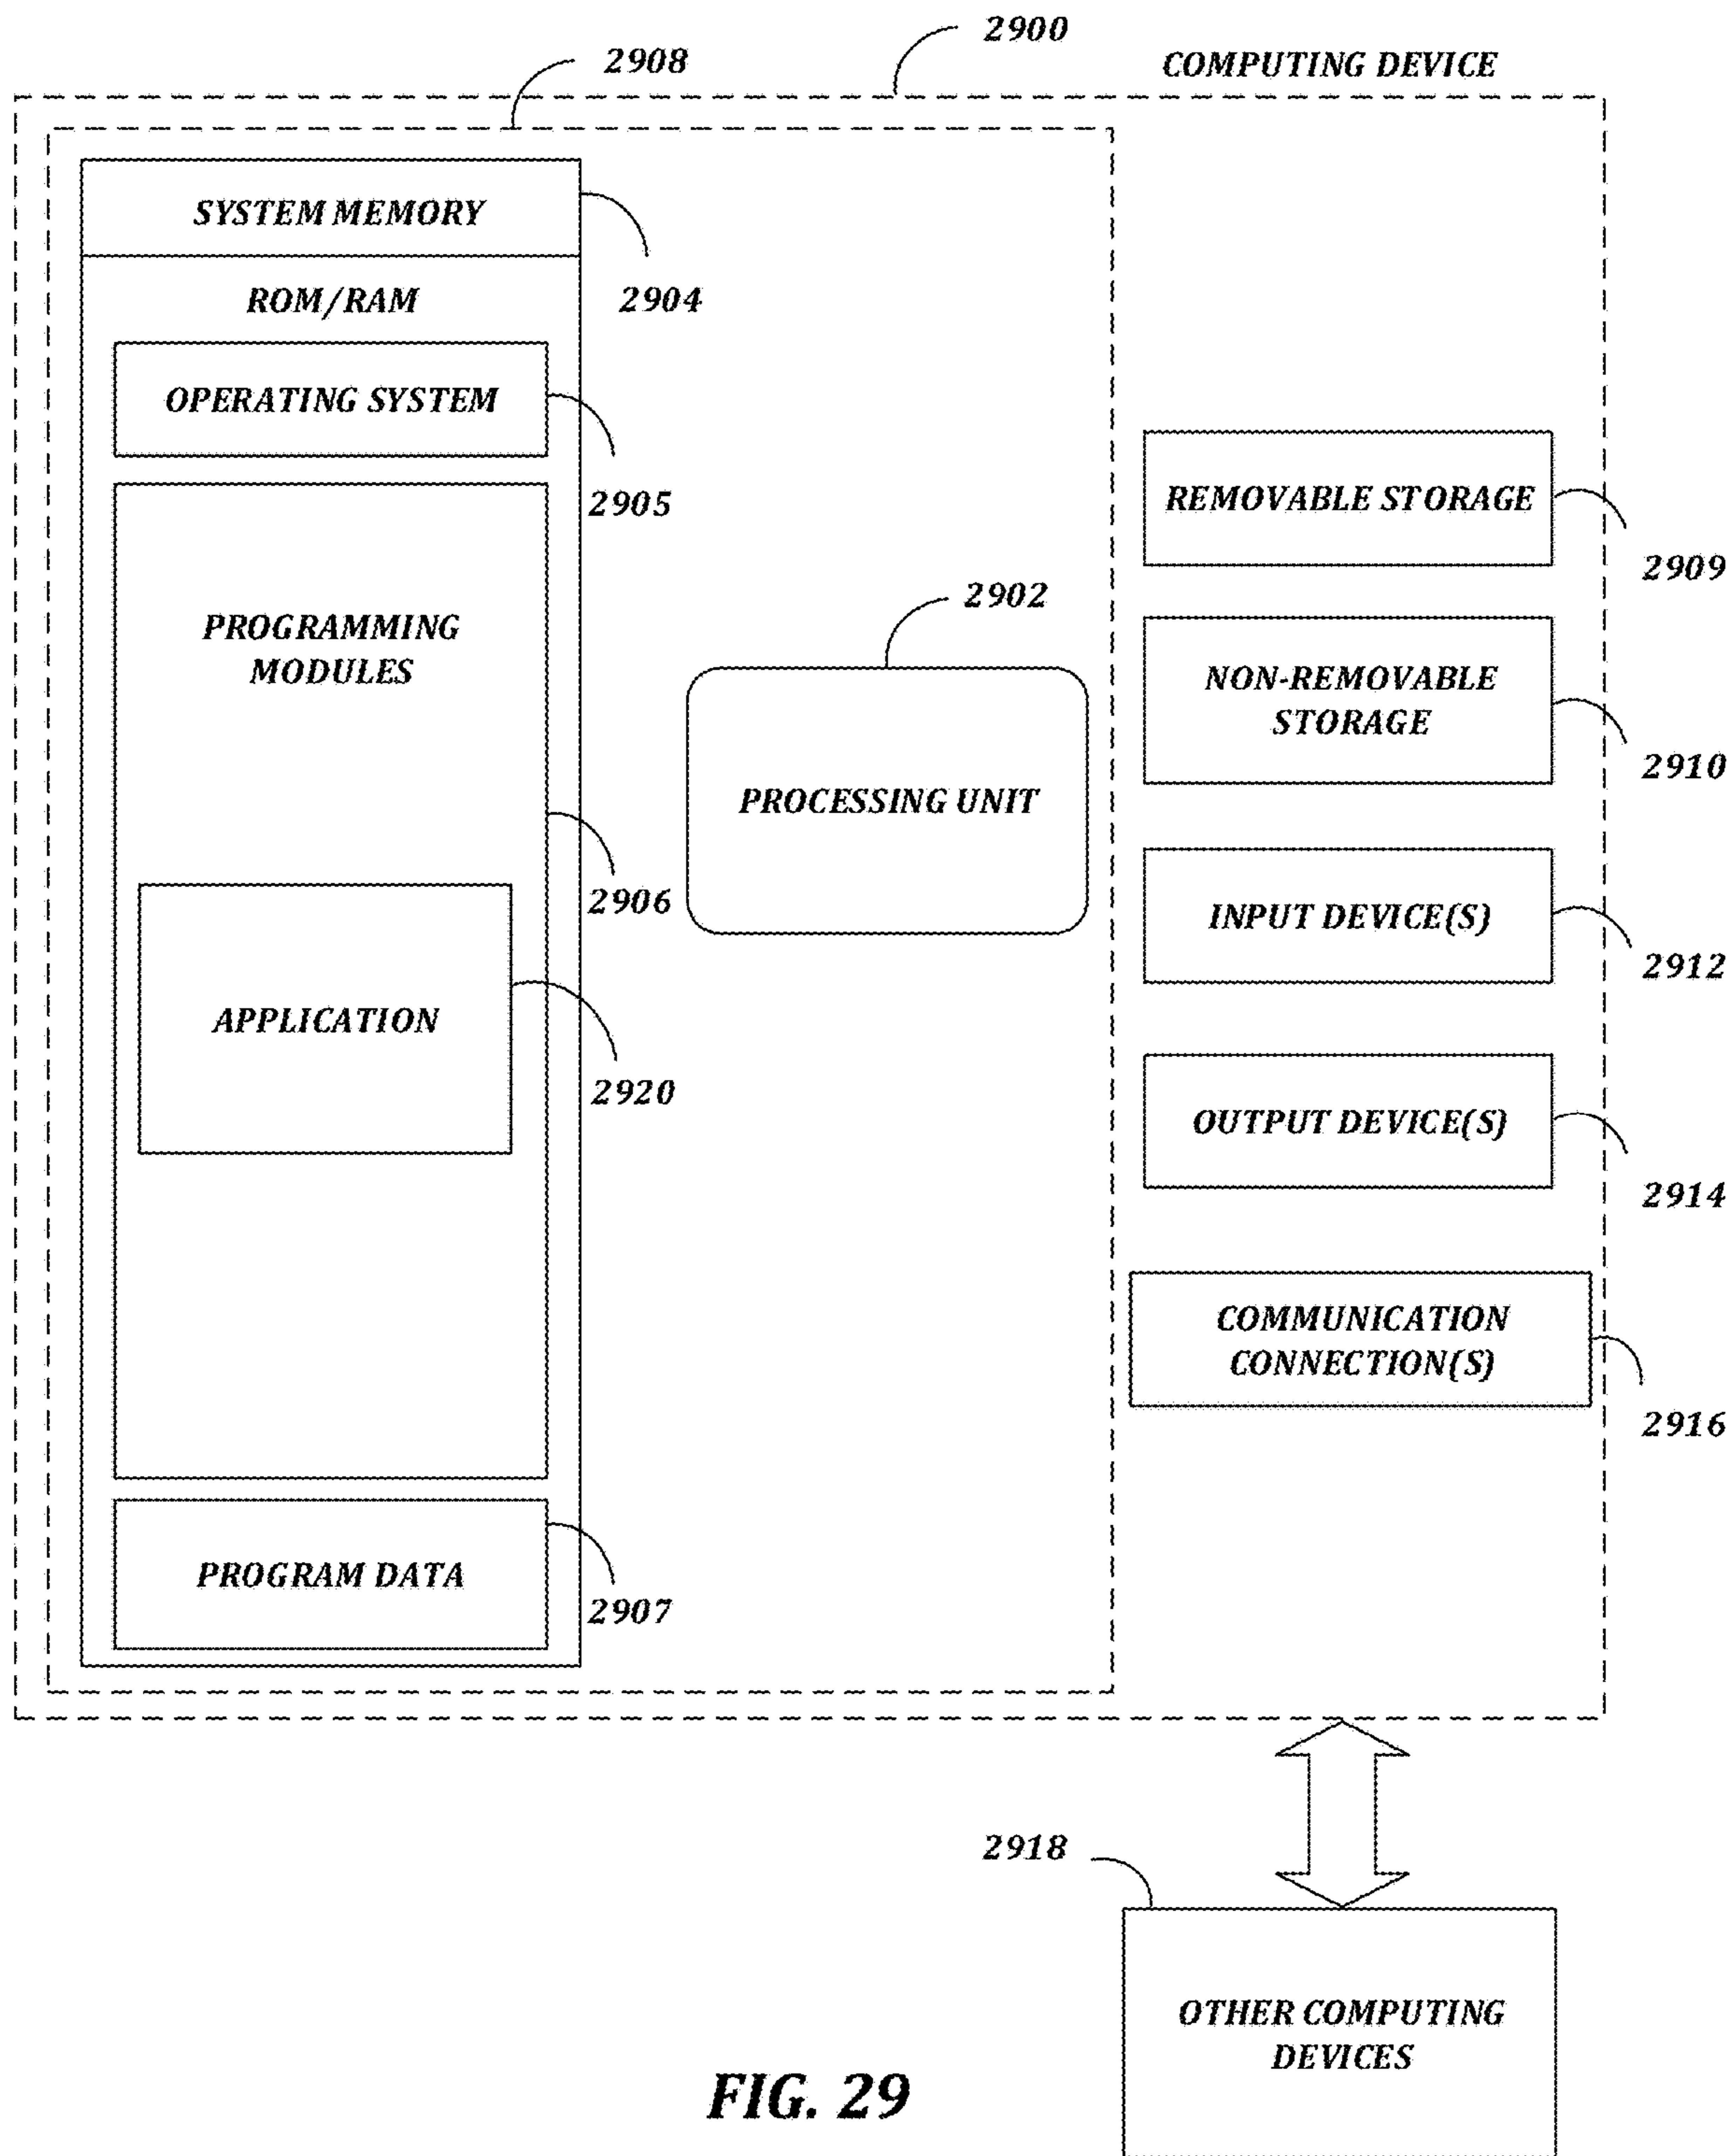 2900
COMPUTING DEVICE
2908
SYSTEM MEMORY
2904
ROM/RAM
OPERATING SYSTEM
2905
PROGRAMMING
MODULES
2906
APPLICATION
2920
PROGRAM DATA
2907
2902
PROCESSING UNIT
REMOVABLE STORAGE
2909
NON-REMOVABLE
STORAGE
2910
INPUT DEVICE(S)
2912
OUTPUT DEVICE(S)
2914
COMMUNICATION
CONNECTION(S)
2916
2918
OTHER COMPUTING
DEVICES
FIG. 29